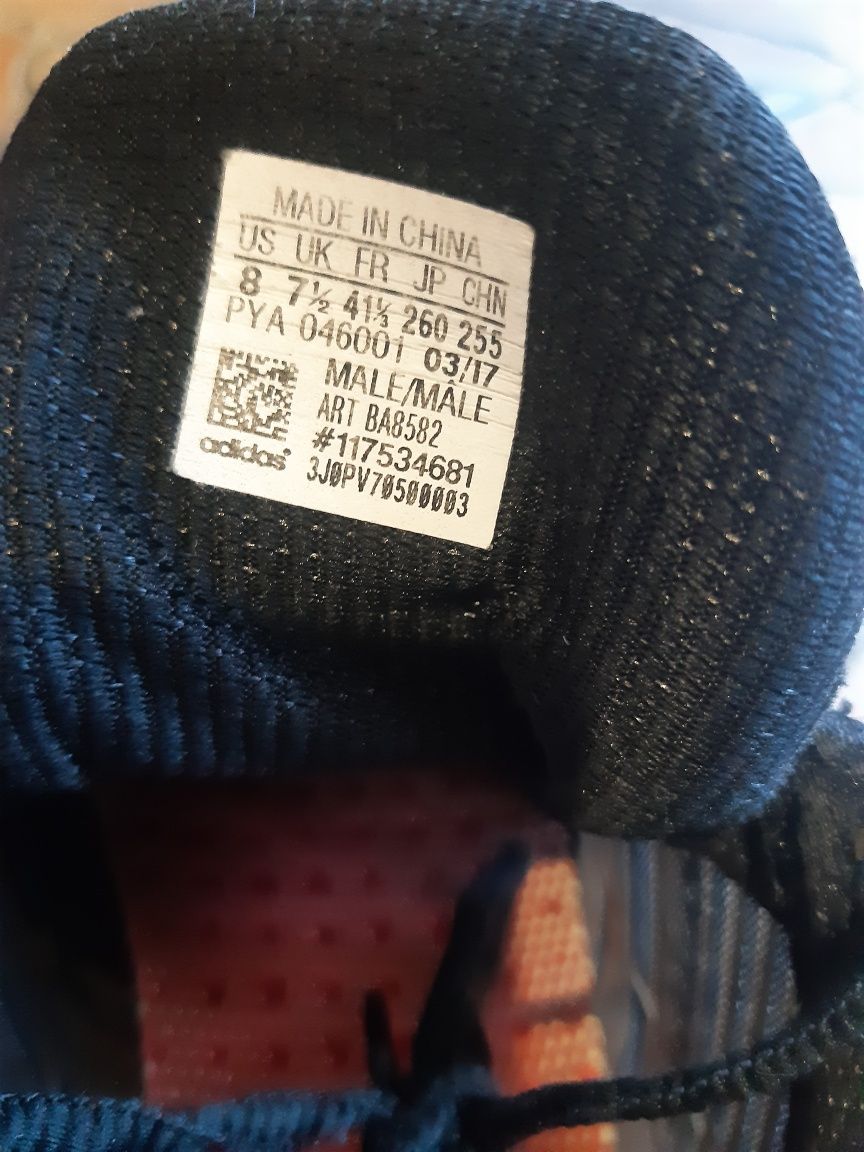 MADE IN CHINA
US UK FR JP CHN
8 7½ 41⅓ 260 255
PYA 046001 03/17
MALE/MÂLE
ART BA8582
#117534681
adidas
3J0PV70500003